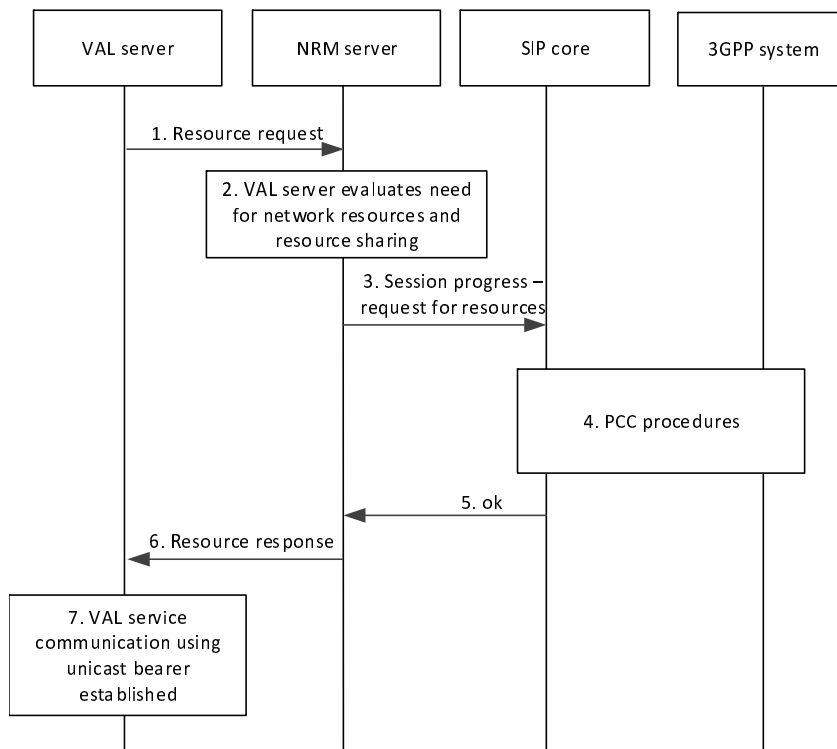 VAL server
NRM server
SIP core
3GPP system
1. Resource request
2. VAL server evaluates need
for network resources and
resource sharing
3. Session progress –
request for resources
4. PCC procedures
5. ok
6. Resource response
7. VAL service
communication using
unicast bearer
established